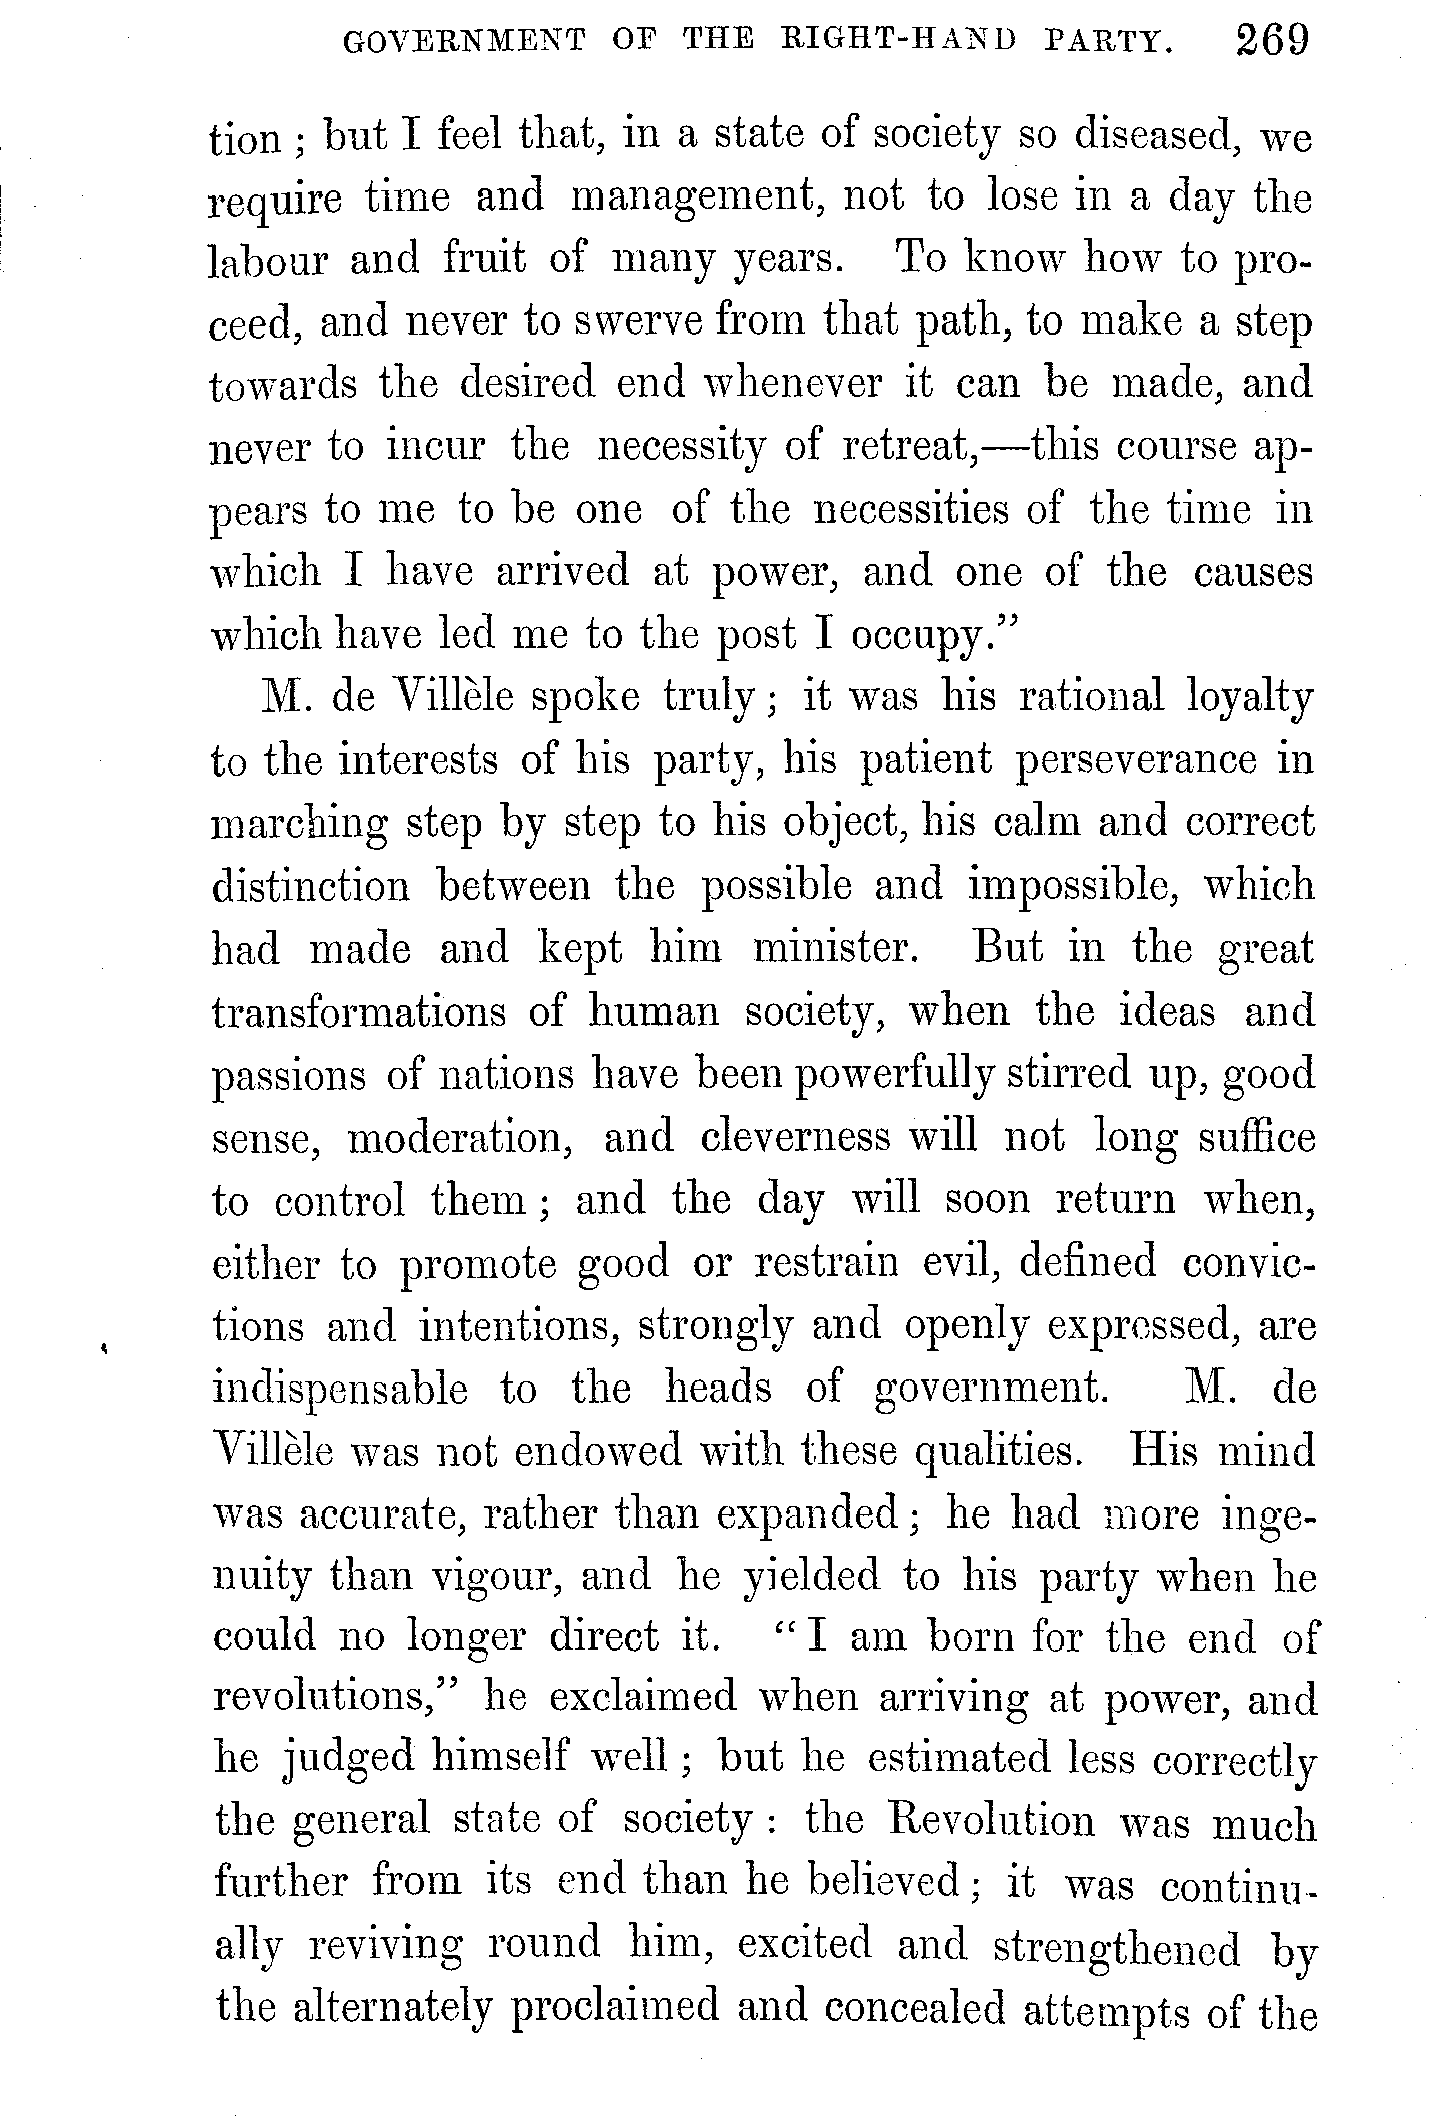 GOVERNMENT OF THE RIGHT-HAND PARTY. 269
tion ; but I feel that, in a state of society so diseased, we
require time and management, not to lose in a day the
labour and fruit of many years. To know how to pro-
ceed, and never to swerve from that path, to make a step
towards the desired end whenever it can be made, and
never to incur the necessity of retreat,—this course ap-
pears to me to be one of the necessities of the time in
which I have arrived at power, and one of the causes
which have led me to the post I occupy.”
M. de Villèle spoke truly ; it was his rational loyalty
to the interests of his party, his patient perseverance in
marching step by step to his object, his calm and correct
distinction between the possible and impossible, which
had made and kept him minister. But in the great
transformations of human society, when the ideas and
passions of nations have been powerfully stirred up, good
sense, moderation, and cleverness will not long suffice
to control them ; and the day will soon return when,
either to promote good or restrain evil, defined convic-
tions and intentions, strongly and openly expressed, are
indispensable to the heads of government. M. de
Villèle was not endowed with these qualities. His mind
was accurate, rather than expanded ; he had more inge-
nuity than vigour, and he yielded to his party when he
could no longer direct it. “ I am born for the end of
revolutions,” he exclaimed when arriving at power, and
he judged himself well ; but he estimated less correctly
the general state of society : the Revolution was much
further from its end than he believed ; it was continu-
ally reviving round him, excited and strengthened by
the alternately proclaimed and concealed attempts of the